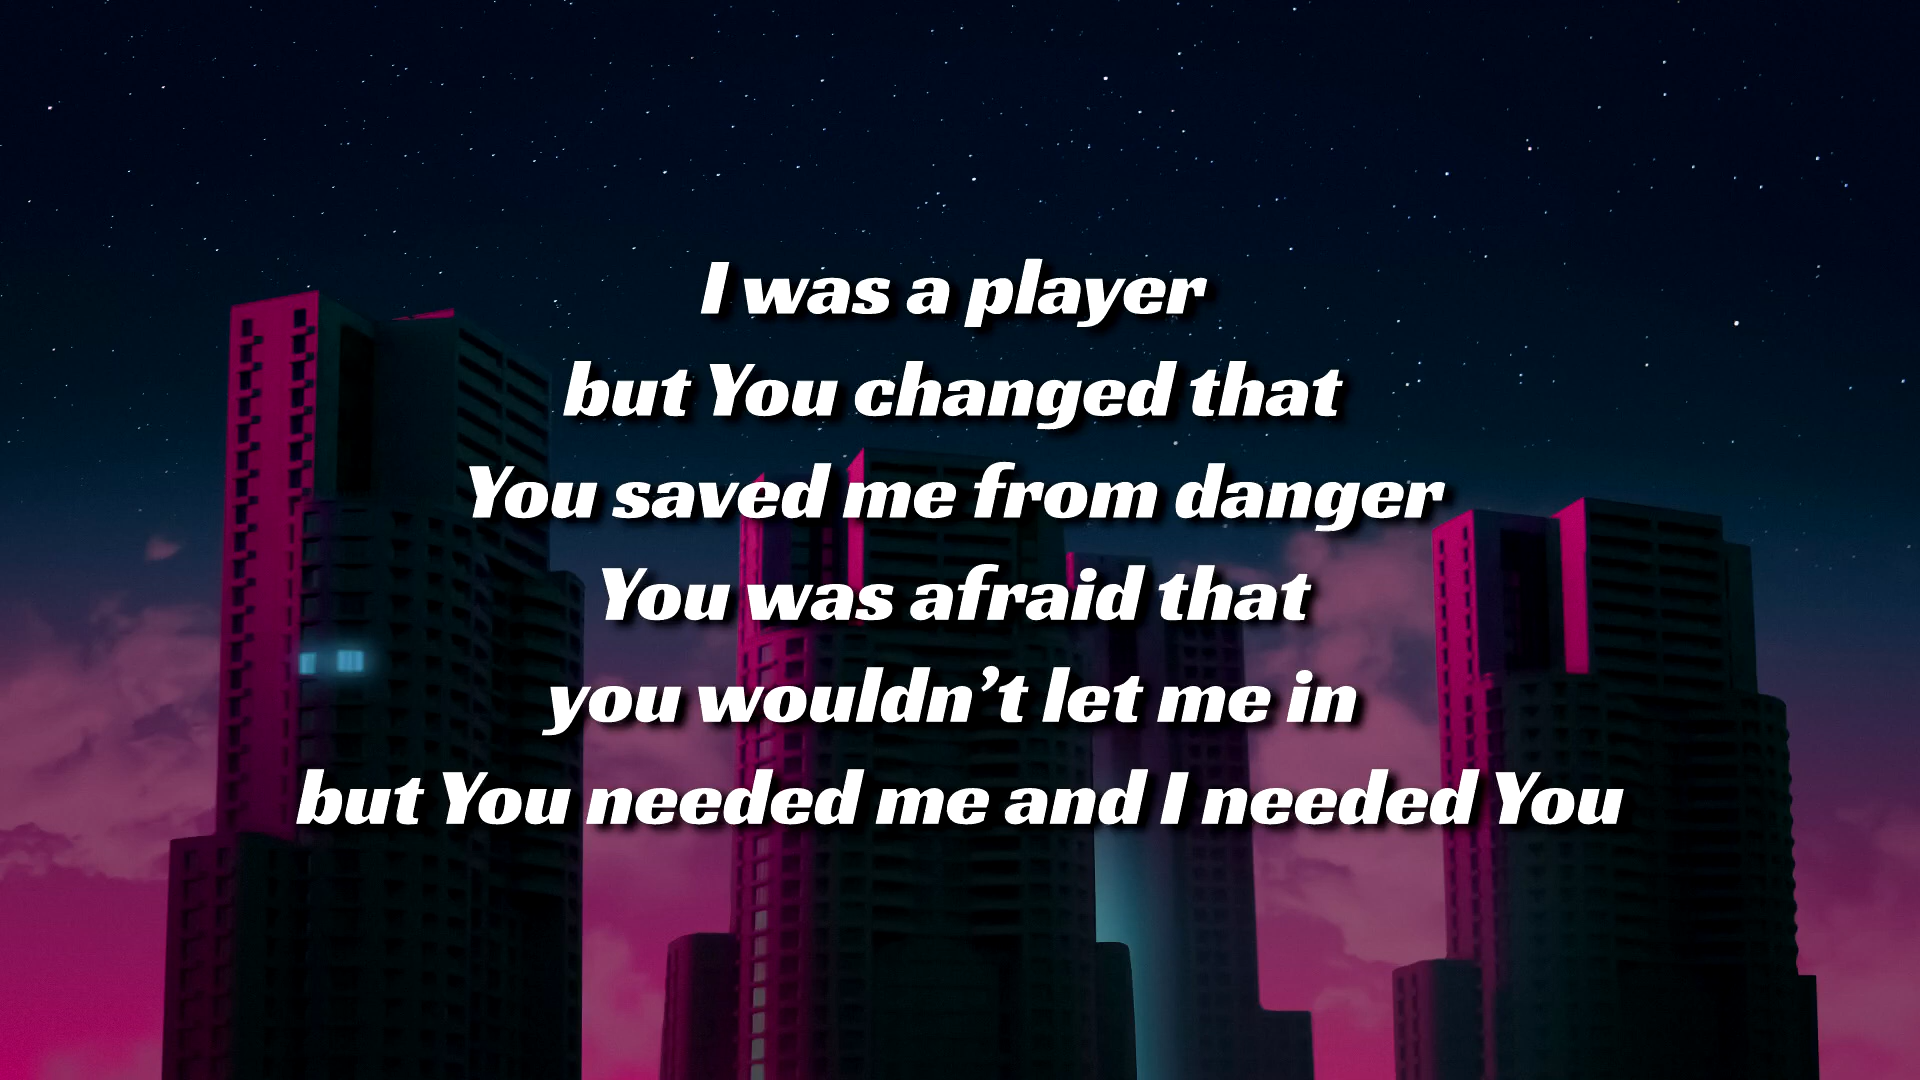 I was a player
but You changed that
You saved me from danger
You was afraid that
you wouldn’t let me in
but You needed me and I needed You